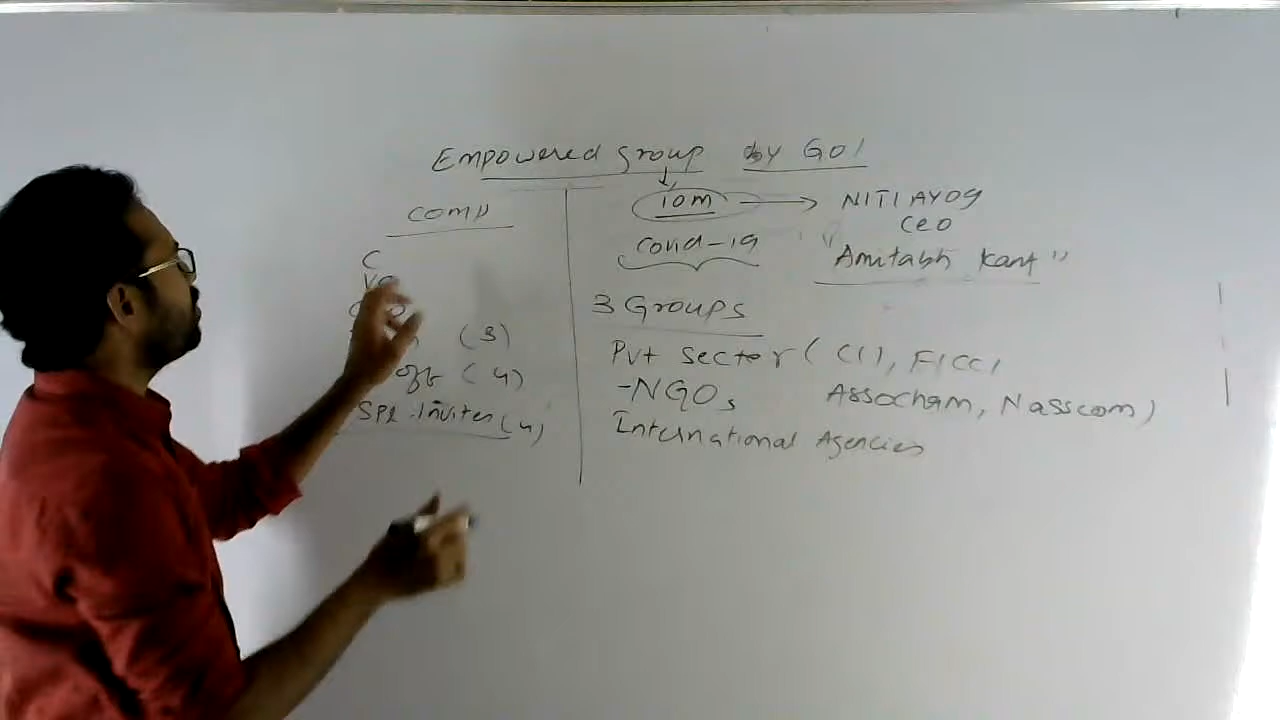 Empowered group by GOI
COMP
C
(3)
(4)
SPL. Inviter (4)
10m → NITI AYOG
CEO
Covid-19
"Amitabh Kant"
3 Groups
Pvt Sector ( CII, FICCI
Assocham, Nasscom)
- NGOs
International Agencies